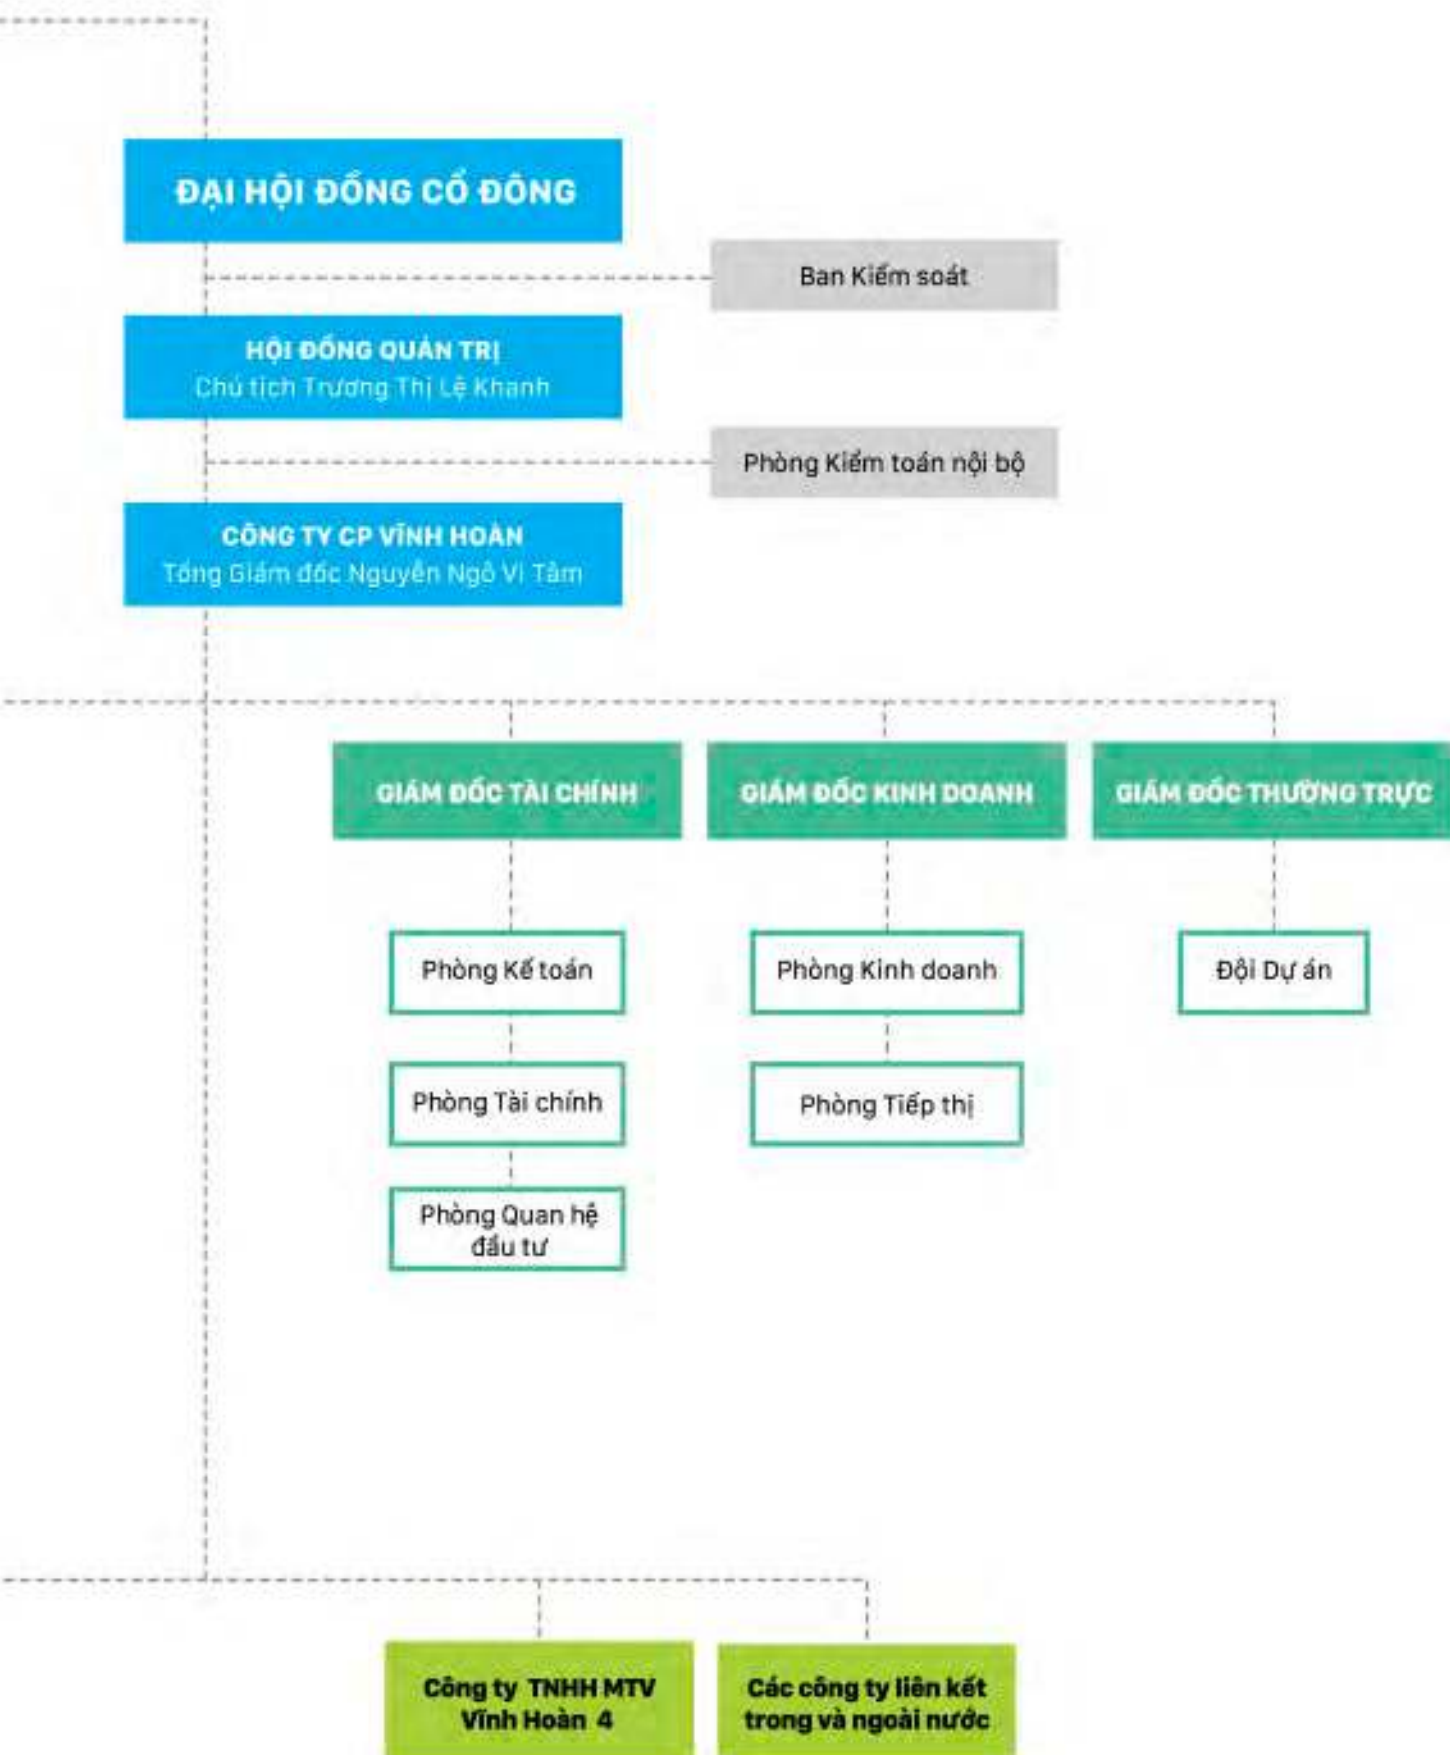 ĐẠI HỘI ĐỒNG CỔ ĐÔNG
Ban Kiểm soát
HỘI ĐỒNG QUẢN TRỊ
Chủ tịch Trương Thị Lệ Khanh
Phòng Kiểm toán nội bộ
CÔNG TY CP VĨNH HOÀN
Tổng Giám đốc Nguyễn Ngô Vi Tâm
GIÁM ĐỐC TÀI CHÍNH
GIÁM ĐỐC KINH DOANH
GIÁM ĐỐC THƯỜNG TRỰC
Phòng Kế toán
Phòng Kinh doanh
Đội Dự án
Phòng Tài chính
Phòng Tiếp thị
Phòng Quan hệ
đầu tư
Công ty TNHH MTV
Vĩnh Hoàn 4
Các công ty liên kết
trong và ngoài nước